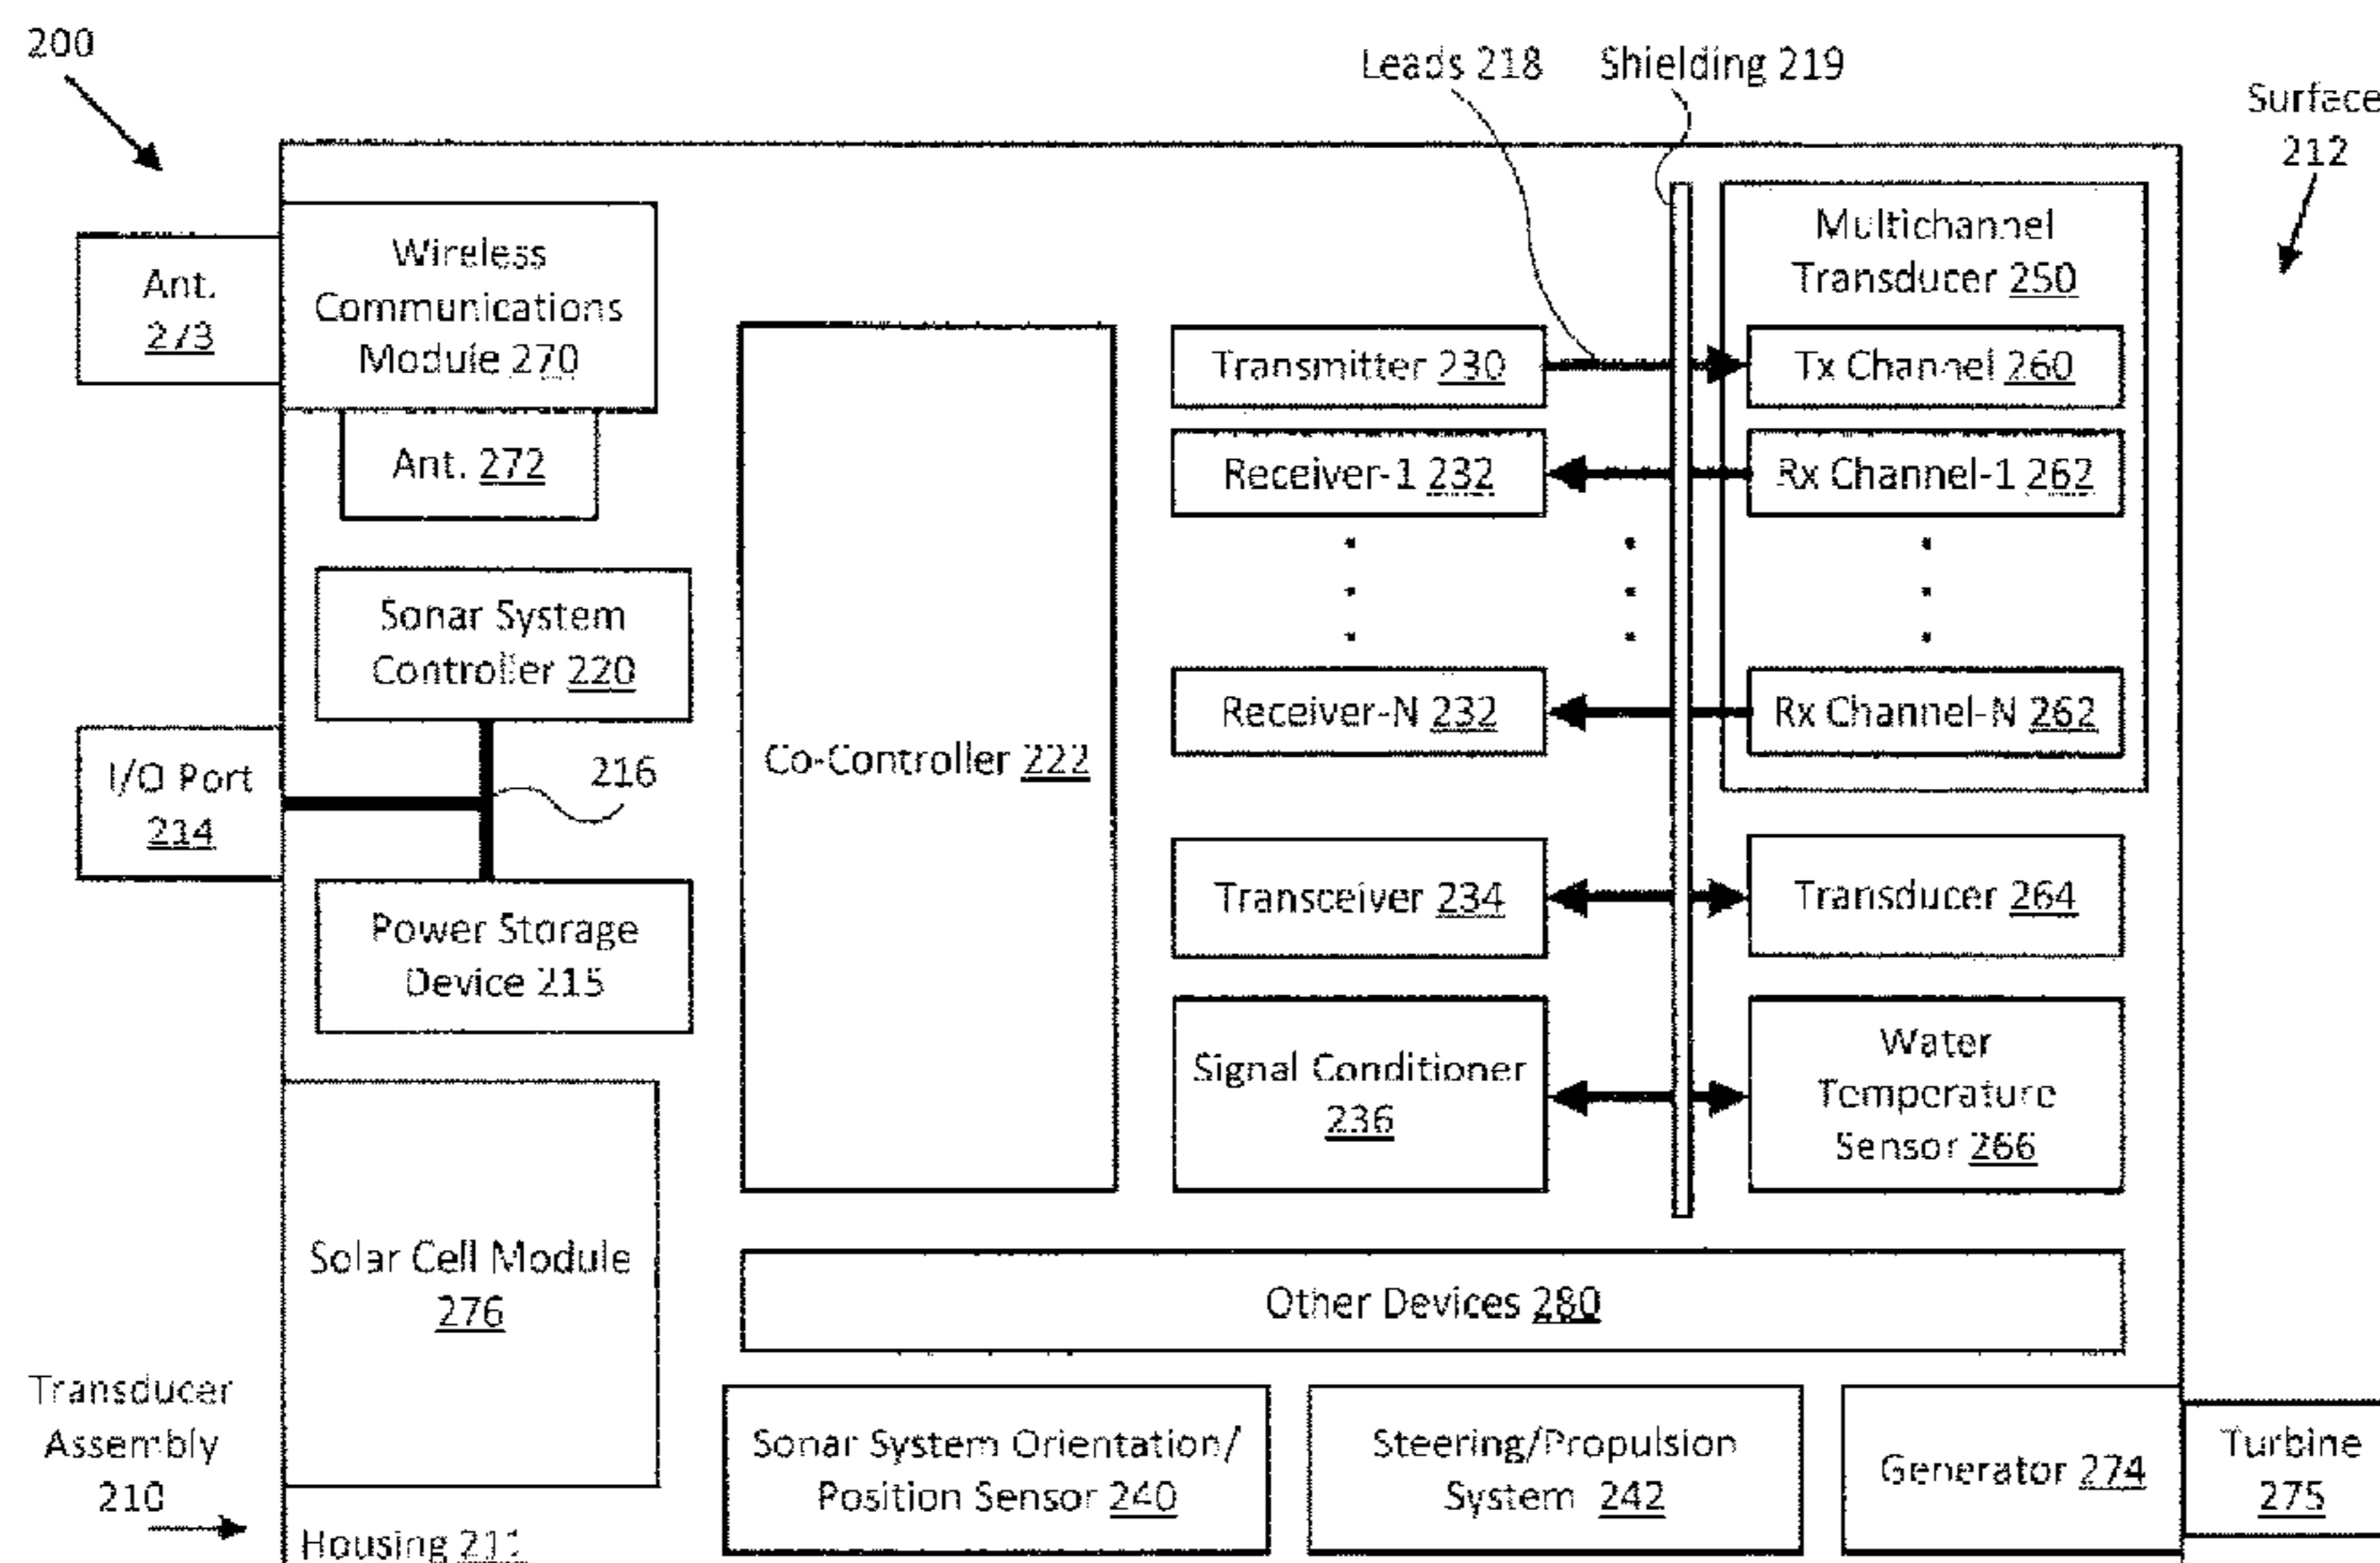 200
Leads 218
Shielding 219
Surface
212
Ant.
273
Wireless
Communications
Module 270
Ant. 272
Multichannel
Transducer 250
Transmitter 230
Tx Channel 260
Receiver-1 232
Rx Channel-1 262
Receiver-N 232
Rx Channel-N 262
Sonar System
Controller 220
Co-Controller 222
I/O Port
214
216
Power Storage
Device 215
Transceiver 234
Transducer 264
Signal Conditioner
236
Water
Temperature
Sensor 266
Solar Cell Module
276
Other Devices 280
Transducer
Assembly
210
Housing 211
Sonar System Orientation/
Position Sensor 240
Steering/Propulsion
System 242
Generator 274
Turbine
275